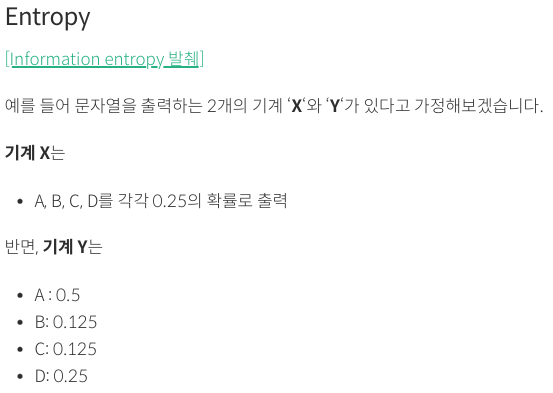 Entropy
[Information entropy 발췌]
예를 들어 문자열을 출력하는 2개의 기계 ‘X‘와 ‘Y‘가 있다고 가정해보겠습니다.
기계 X는
• A, B, C, D를 각각 0.25의 확률로 출력
반면, 기계 Y는
• A : 0.5
• B: 0.125
• C: 0.125
• D: 0.25